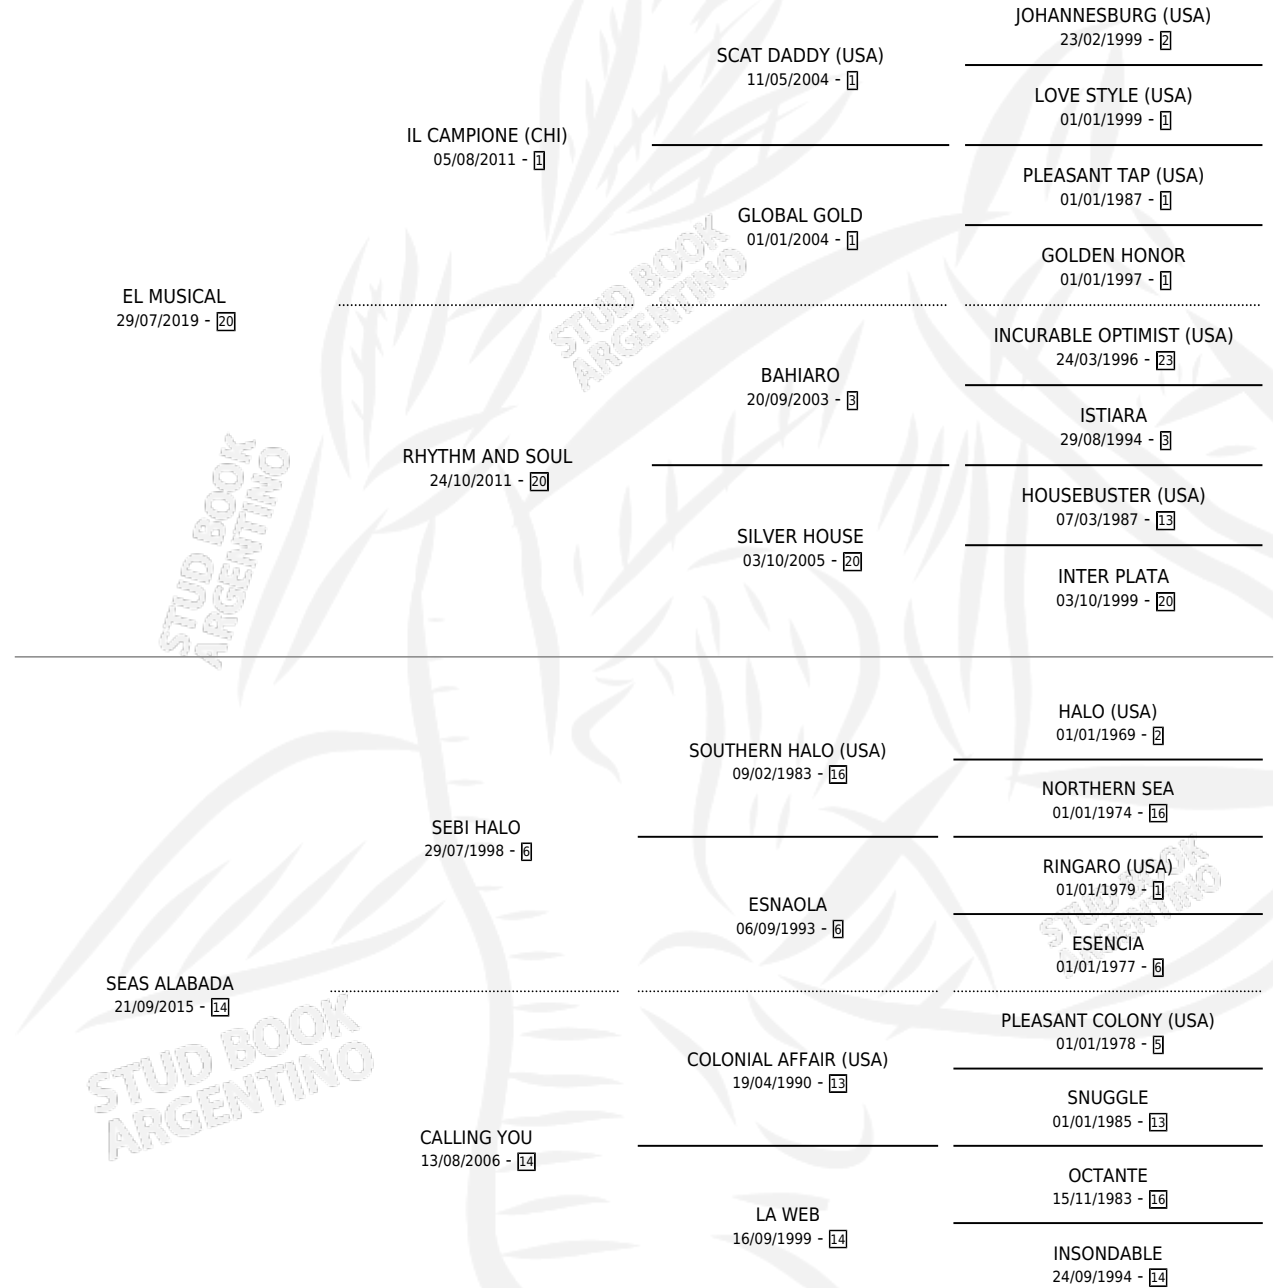 JOHANNESBURG (USA)
23/02/1999 - 2
SCAT DADDY (USA)
11/05/2004 - 1
LOVE STYLE (USA)
01/01/1999 - 1
IL CAMPIONE (CHI)
05/08/2011 - 1
PLEASANT TAP (USA)
01/01/1987 - 1
GLOBAL GOLD
01/01/2004 - 1
GOLDEN HONOR
01/01/1997 - 1
EL MUSICAL
29/07/2019 - 20
STUD BOOK
ARGENTINO
INCURABLE OPTIMIST (USA)
24/03/1996 - 23
BAHIARO
20/09/2003 - 3
ISTIARA
29/08/1994 - 3
RHYTHM AND SOUL
24/10/2011 - 20
HOUSEBUSTER (USA)
07/03/1987 - 13
SILVER HOUSE
03/10/2005 - 20
INTER PLATA
03/10/1999 - 20
STUD BOOK
ARGENTINO
HALO (USA)
01/01/1969 - 2
SOUTHERN HALO (USA)
09/02/1983 - 16
NORTHERN SEA
01/01/1974 - 16
SEBI HALO
29/07/1998 - 6
RINGARO (USA)
01/01/1979 - 1
ESNAOLA
06/09/1993 - 6
ESENCIA
01/01/1977 - 6
STUD BOOK
ARGENTINO
SEAS ALABADA
21/09/2015 - 14
PLEASANT COLONY (USA)
01/01/1978 - 5
COLONIAL AFFAIR (USA)
19/04/1990 - 13
SNUGGLE
01/01/1985 - 13
STUD BOOK
ARGENTINO
CALLING YOU
13/08/2006 - 14
OCTANTE
15/11/1983 - 16
LA WEB
16/09/1999 - 14
INSONDABLE
24/09/1994 - 14